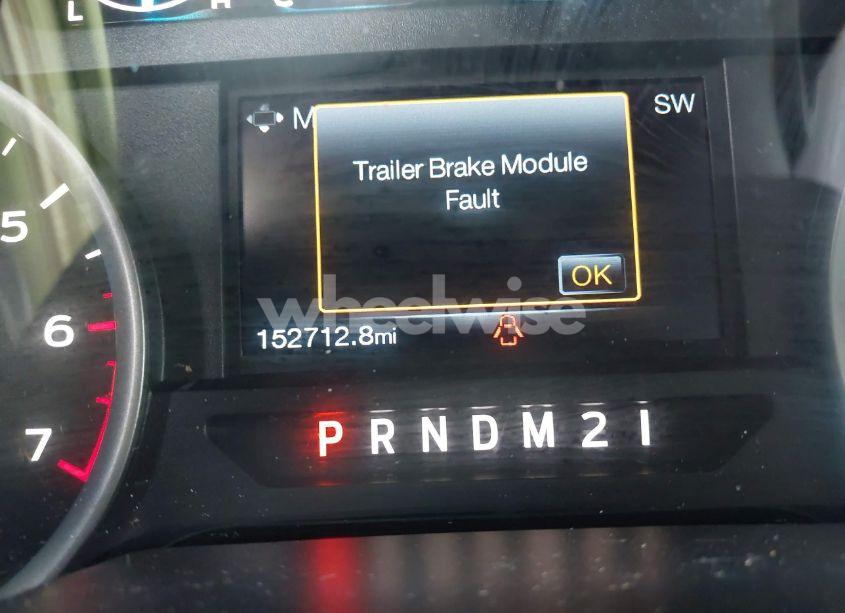 L H C
M SW
Trailer Brake Module
Fault
OK
wheelwise
152712.8mi
5
6
7
P R N D M 2 1